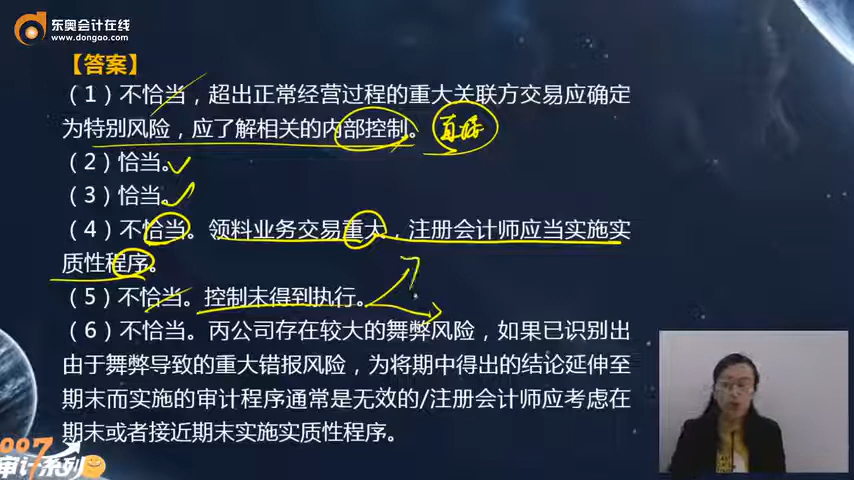 东奥会计在线
www.dongao.com
【答案】
（1）不恰当，超出正常经营过程的重大关联方交易应确定
为特别风险，应了解相关的内部控制。
（2）恰当。
（3）恰当。
（4）不恰当。领料业务交易重大，注册会计师应当实施实
质性程序。
（5）不恰当。控制未得到执行。
（6）不恰当。丙公司存在较大的舞弊风险，如果已识别出
由于舞弊导致的重大错报风险，为将期中得出的结论延伸至
期末而实施的审计程序通常是无效的/注册会计师应考虑在
期末或者接近期末实施实质性程序。
审计系列